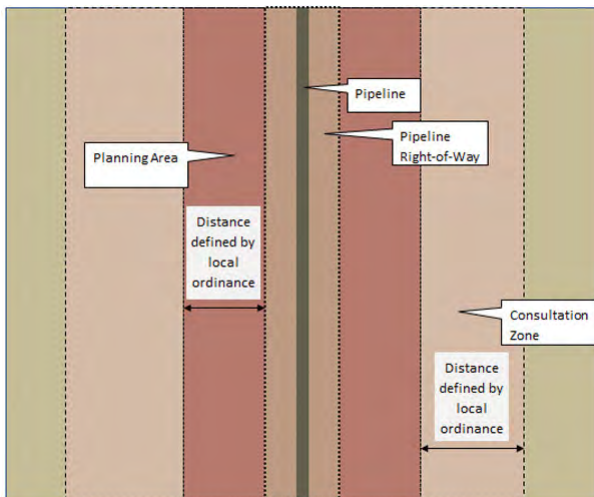 Pipeline
Pipeline
Right-of-Way
Planning Area
Distance
defined by
local
ordinance
Consultation
Zone
Distance
defined by
local
ordinance